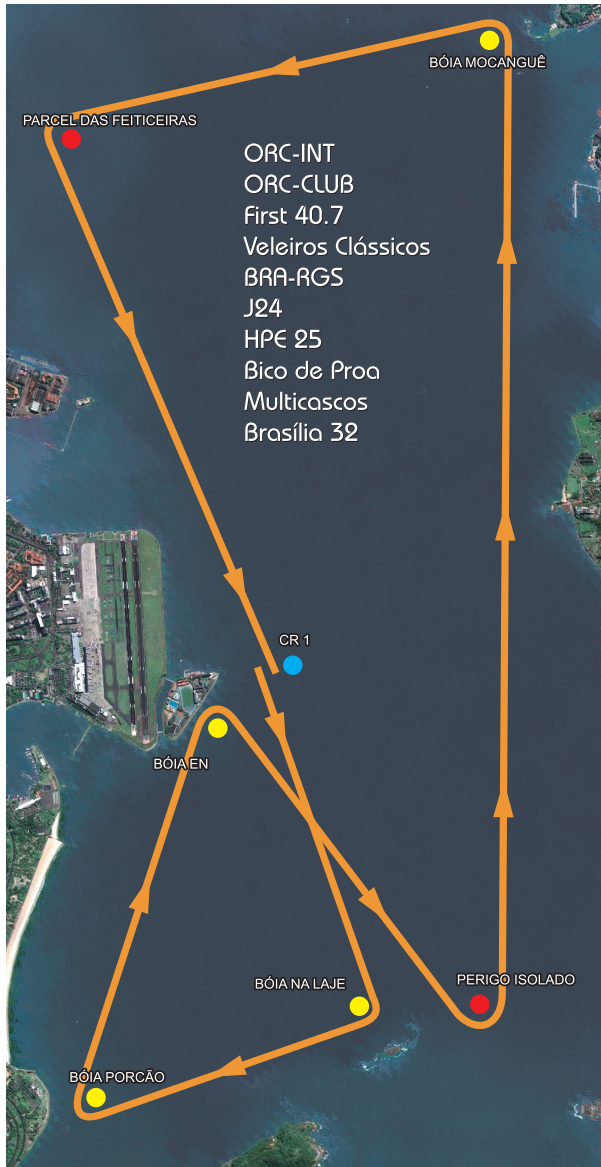 BÓIA MOCANGUÊ
PARCEL DAS FEITICEIRAS
ORC-INT
ORC-CLUB
First 40.7
Veleiros Clássicos
BRA-RGS
J24
HPE 25
Bico de Proa
Multicascos
Brasília 32
CR 1
BÓIA EN
BÓIA NA LAJE
PERIGO ISOLADO
BÓIA PORCÃO